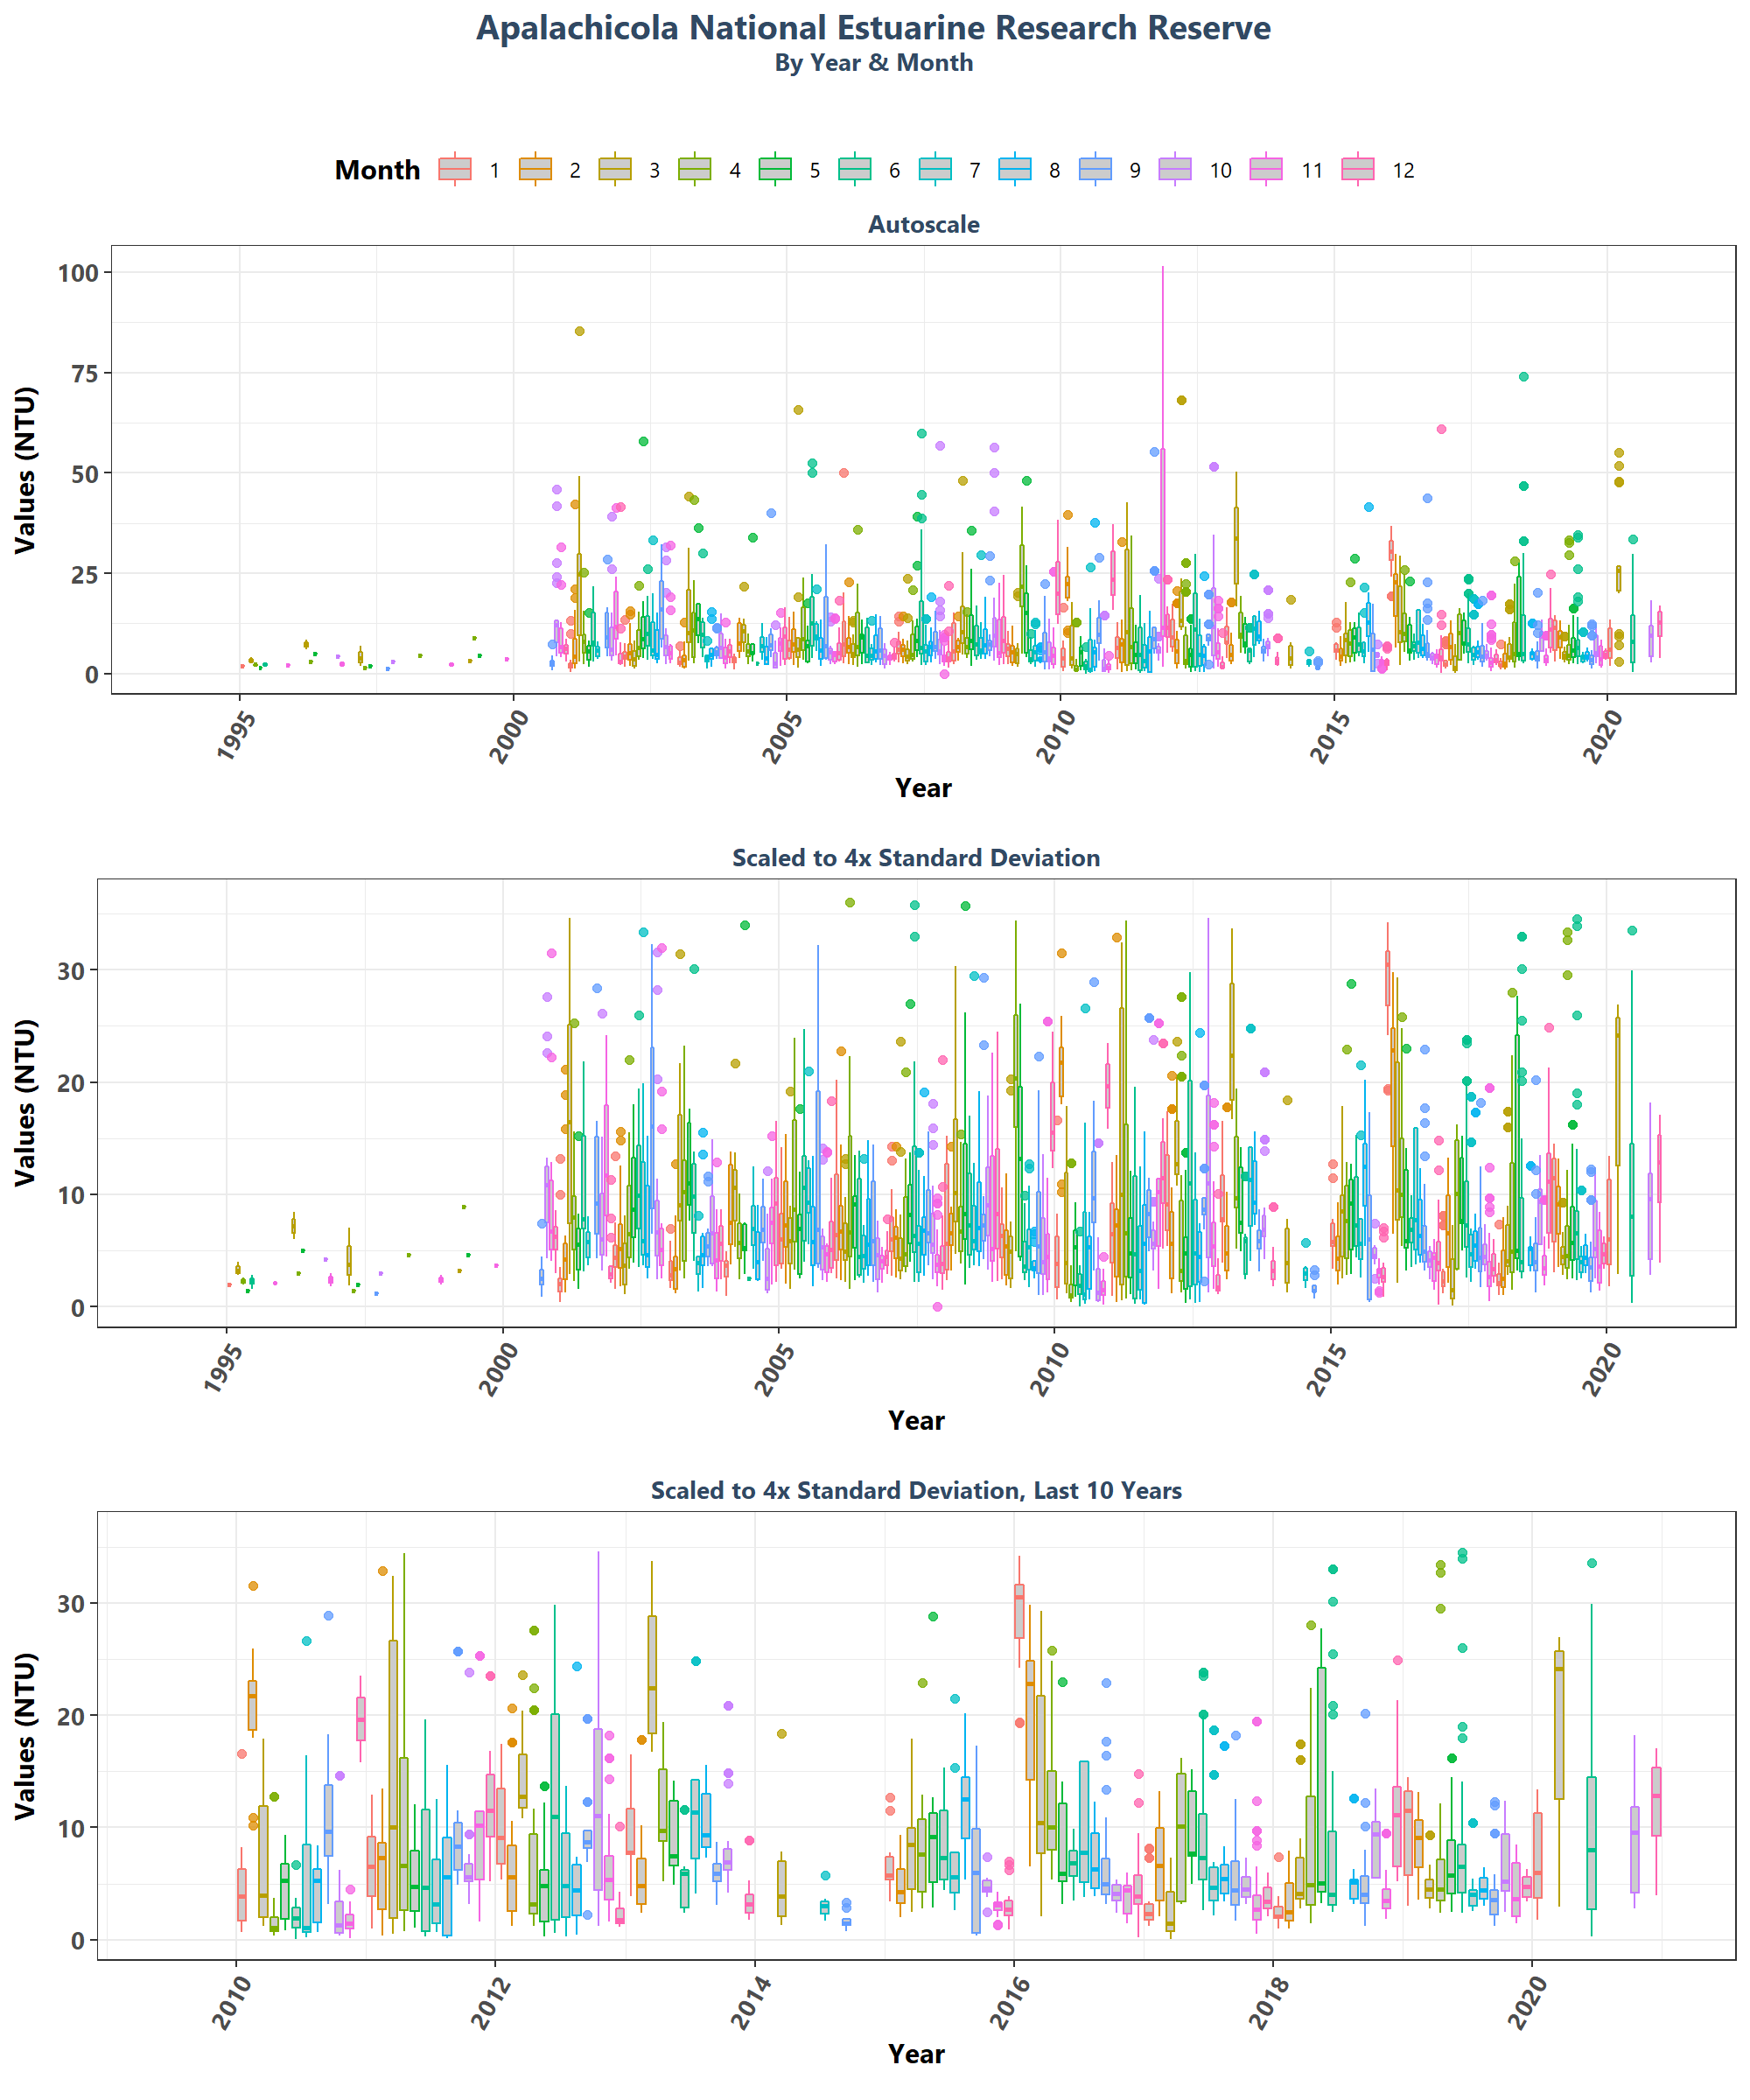 Apalachicola National Estuarine Research Reserve
By Year & Month
Month 1 2 3 4 5 6 7 8 9 10 11 12
Autoscale
Values (NTU)
100
75
50
25
0
1995 2000 2005 2010 2015 2020
Year
Scaled to 4x Standard Deviation
Values (NTU)
30
20
10
0
1995 2000 2005 2010 2015 2020
Year
Scaled to 4x Standard Deviation, Last 10 Years
Values (NTU)
30
20
10
0
2010 2012 2014 2016 2018 2020
Year